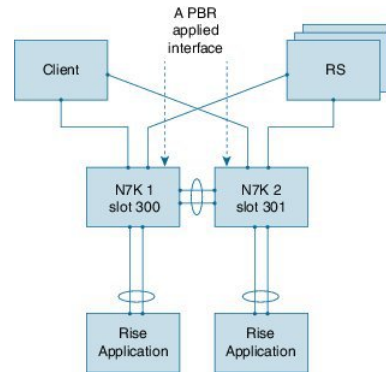 A PBR
applied
interface
Client
RS
N7K 1
slot 300
N7K 2
slot 301
Rise
Application
Rise
Application